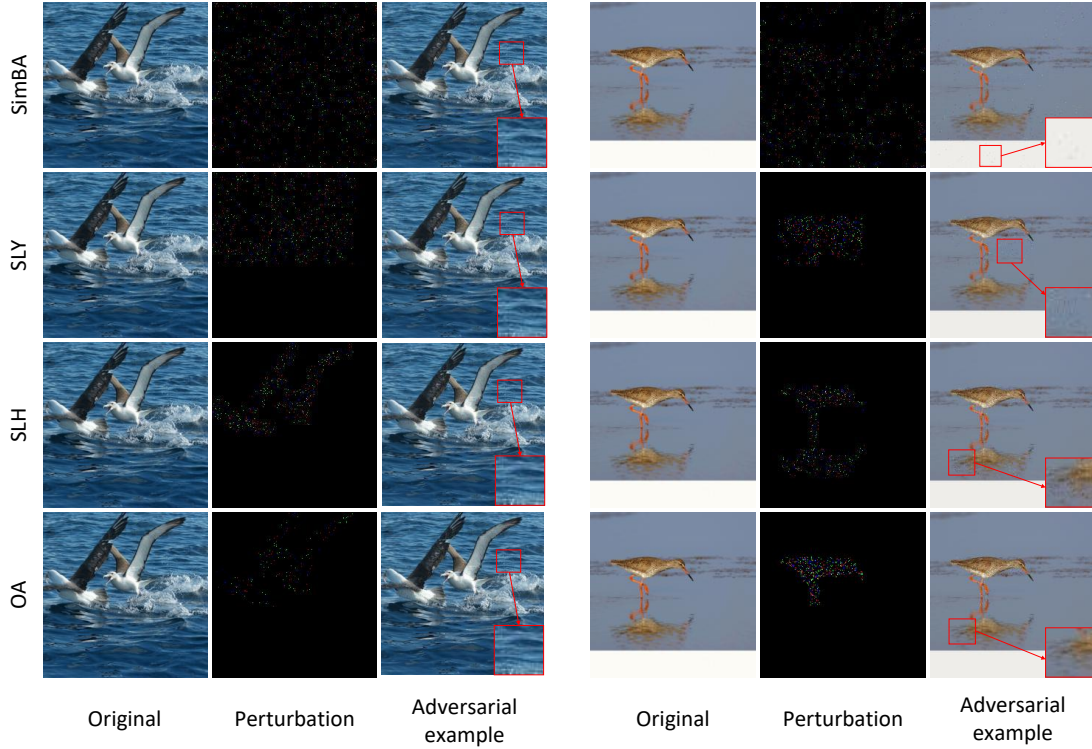 SimBA
SLY
SLH
OA
Original
Perturbation
Adversarial
example
Original
Perturbation
Adversarial
example